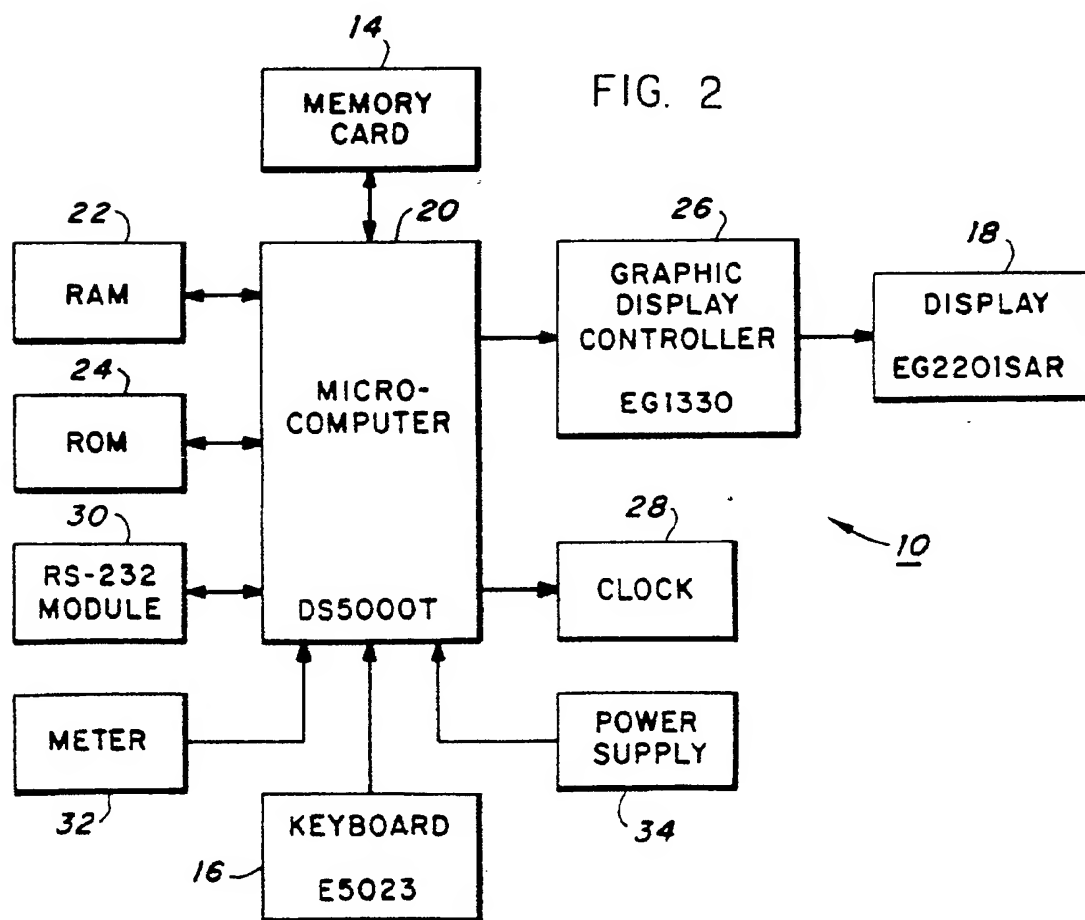 14
MEMORY
CARD
FIG. 2
22
RAM
20
MICRO-
COMPUTER
DS5000T
26
GRAPHIC
DISPLAY
CONTROLLER
EG1330
18
DISPLAY
EG2201SAR
24
ROM
30
RS-232
MODULE
28
CLOCK
10
METER
32
POWER
SUPPLY
34
KEYBOARD
E5023
16